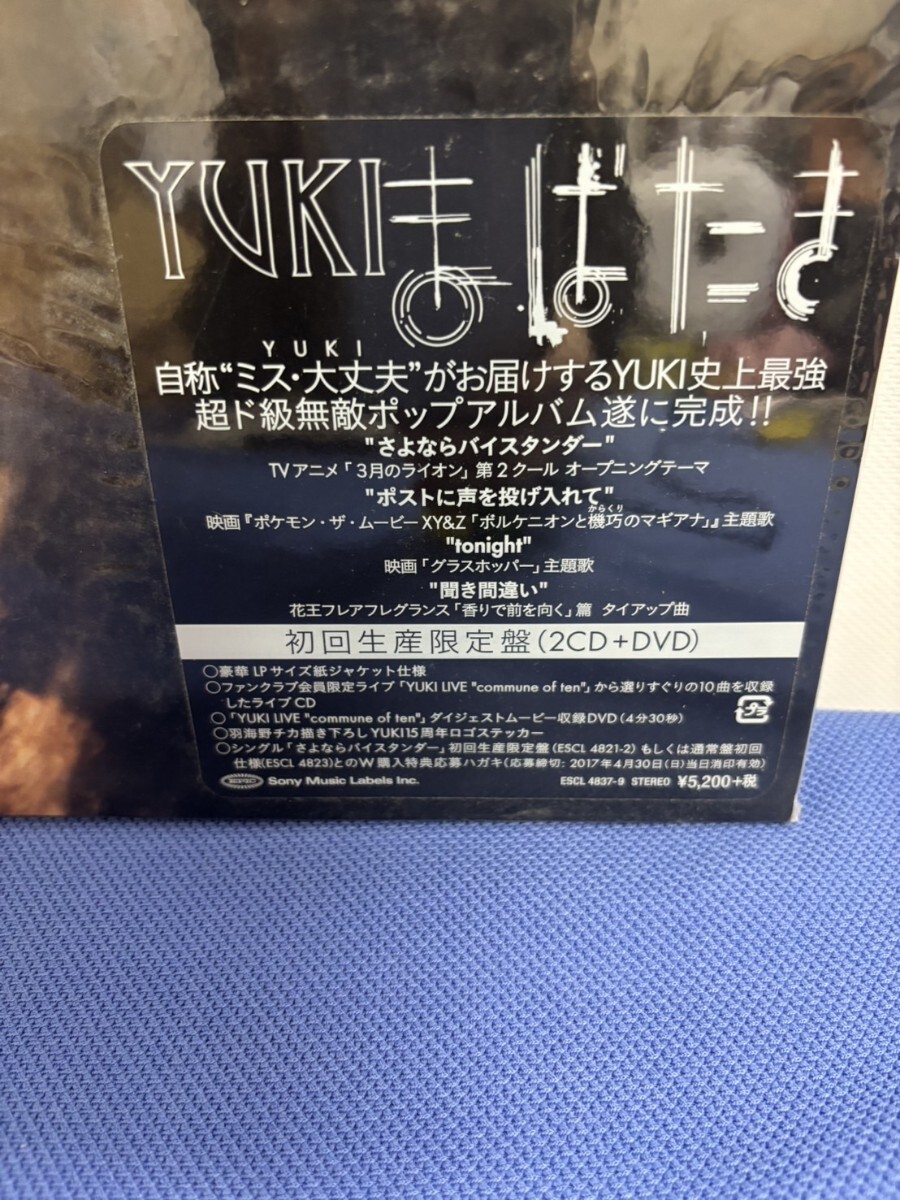 YUKI まばたき
YUKI
自称“ミス・大丈夫”がお届けするYUKI史上最強
超ド級無敵ポップアルバム遂に完成!!
"さよならバイスタンダー"
TVアニメ「3月のライオン」第2クール オープニングテーマ
"ポストに声を投げ入れて"
からくり
映画『ポケモン・ザ・ムービーXY&Z「ボルケニオンと機巧のマギアナ」』主題歌
"tonight"
映画「グラスホッパー」主題歌
"聞き間違い"
花王フレアフレグランス「香りで前を向く」篇 タイアップ曲
初回生産限定盤(2CD+DVD)
○豪華LPサイズ紙ジャケット仕様
○ファンクラブ会員限定ライブ「YUKI LIVE "commune of ten"」から選りすぐりの10曲を収録
したライブCD
○「YUKI LIVE "commune of ten"」ダイジェストムービー収録DVD(4分30秒)
○羽海野チカ描き下ろしYUKI15周年ロゴステッカー
○シングル「さよならバイスタンダー」初回生産限定盤(ESCL 4821-2)もしくは通常盤初回
仕様(ESCL 4823)とのW購入特典応募ハガキ(応募締切: 2017年4月30日(日)当日消印有効)
プラ
EPIC Sony Music Labels Inc. ESCL 4837-9 STEREO ¥5,200+税